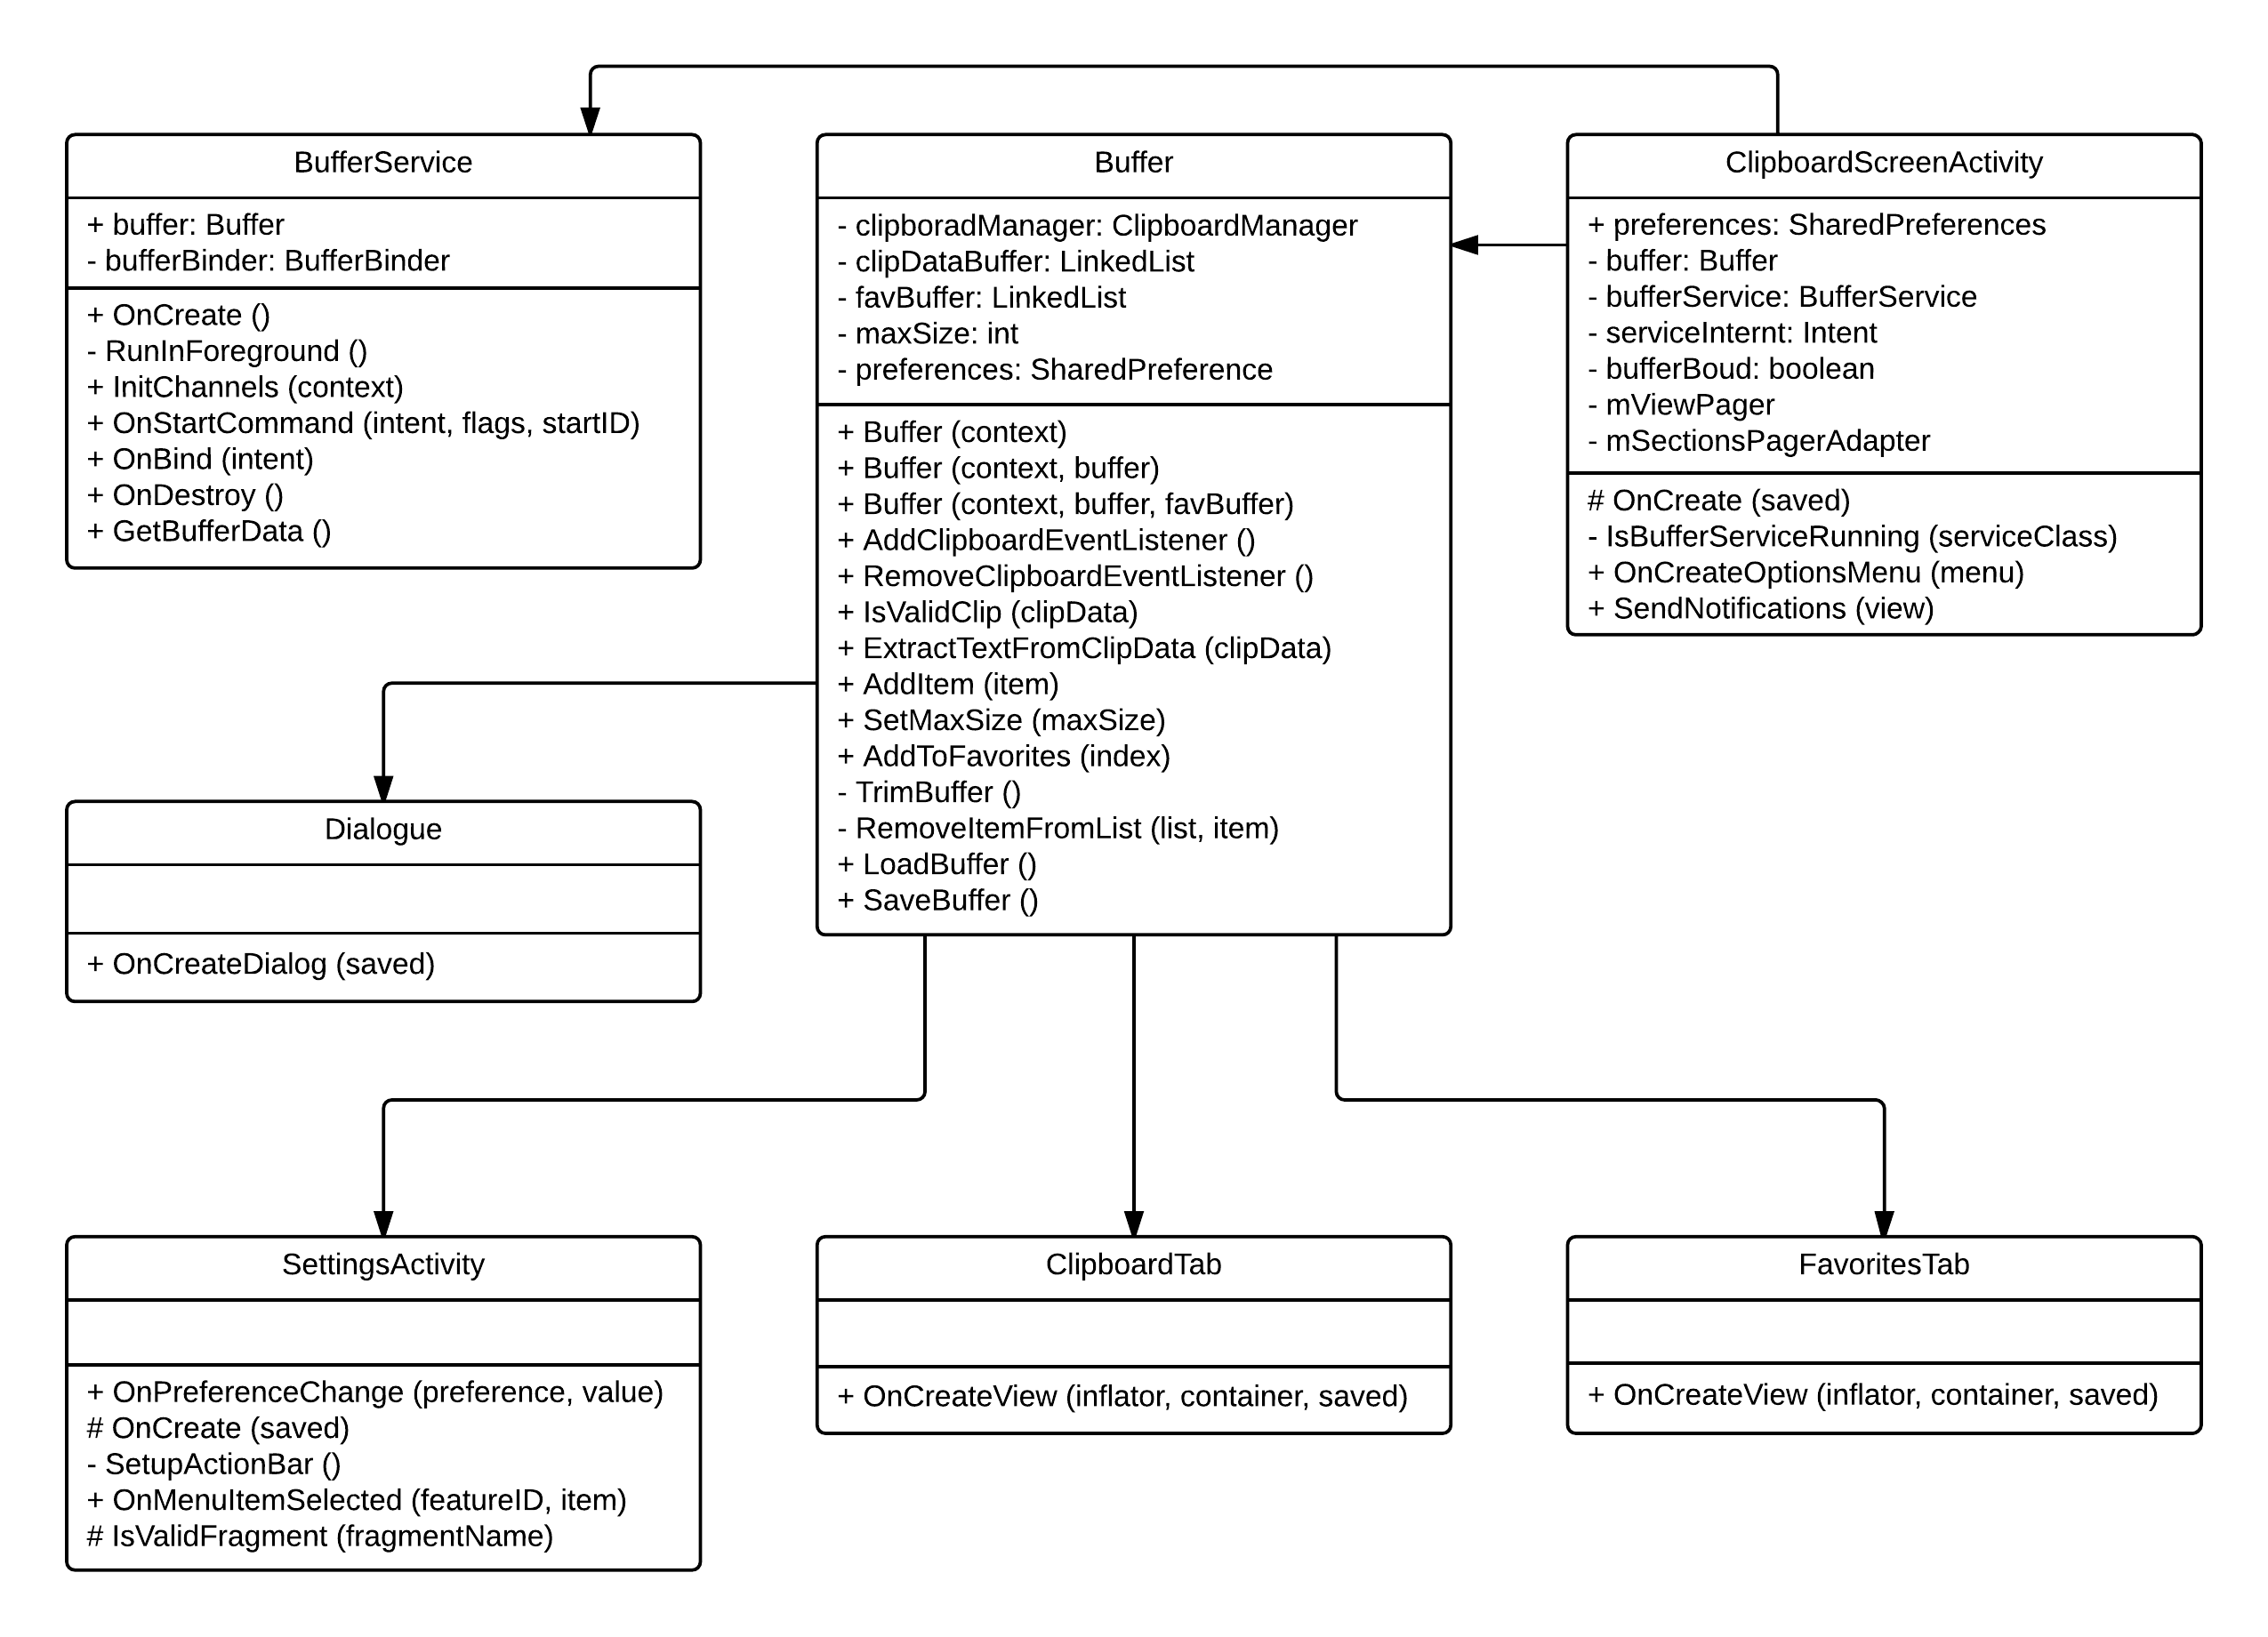 BufferService
+ buffer: Buffer
- bufferBinder: BufferBinder
+ OnCreate ()
- RunInForeground ()
+ InitChannels (context)
+ OnStartCommand (intent, flags, startID)
+ OnBind (intent)
+ OnDestroy ()
+ GetBufferData ()
Buffer
- clipboradManager: ClipboardManager
- clipDataBuffer: LinkedList
- favBuffer: LinkedList
- maxSize: int
- preferences: SharedPreference
+ Buffer (context)
+ Buffer (context, buffer)
+ Buffer (context, buffer, favBuffer)
+ AddClipboardEventListener ()
+ RemoveClipboardEventListener ()
+ IsValidClip (clipData)
+ ExtractTextFromClipData (clipData)
+ AddItem (item)
+ SetMaxSize (maxSize)
+ AddToFavorites (index)
- TrimBuffer ()
- RemoveItemFromList (list, item)
+ LoadBuffer ()
+ SaveBuffer ()
ClipboardScreenActivity
+ preferences: SharedPreferences
- buffer: Buffer
- bufferService: BufferService
- serviceInternt: Intent
- bufferBoud: boolean
- mViewPager
- mSectionsPagerAdapter
# OnCreate (saved)
- IsBufferServiceRunning (serviceClass)
+ OnCreateOptionsMenu (menu)
+ SendNotifications (view)
Dialogue
+ OnCreateDialog (saved)
SettingsActivity
+ OnPreferenceChange (preference, value)
# OnCreate (saved)
- SetupActionBar ()
+ OnMenuItemSelected (featureID, item)
# IsValidFragment (fragmentName)
ClipboardTab
+ OnCreateView (inflator, container, saved)
FavoritesTab
+ OnCreateView (inflator, container, saved)